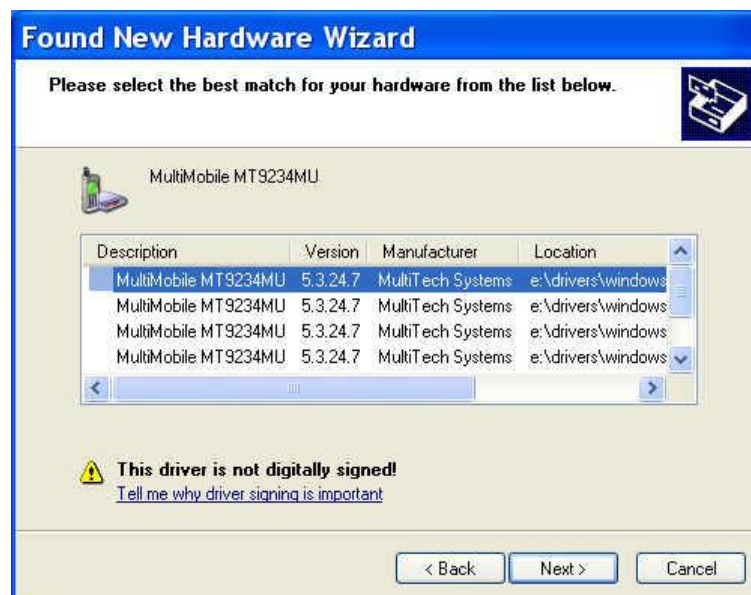 Found New Hardware Wizard
Please select the best match for your hardware from the list below.
MultiMobile MT9234MU
Description Version Manufacturer Location
MultiMobile MT9234MU 5.3.24.7 MultiTech Systems e:\drivers\windows
MultiMobile MT9234MU 5.3.24.7 MultiTech Systems e:\drivers\windows
MultiMobile MT9234MU 5.3.24.7 MultiTech Systems e:\drivers\windows
MultiMobile MT9234MU 5.3.24.7 MultiTech Systems e:\drivers\windows
This driver is not digitally signed!
Tell me why driver signing is important
< Back Next > Cancel